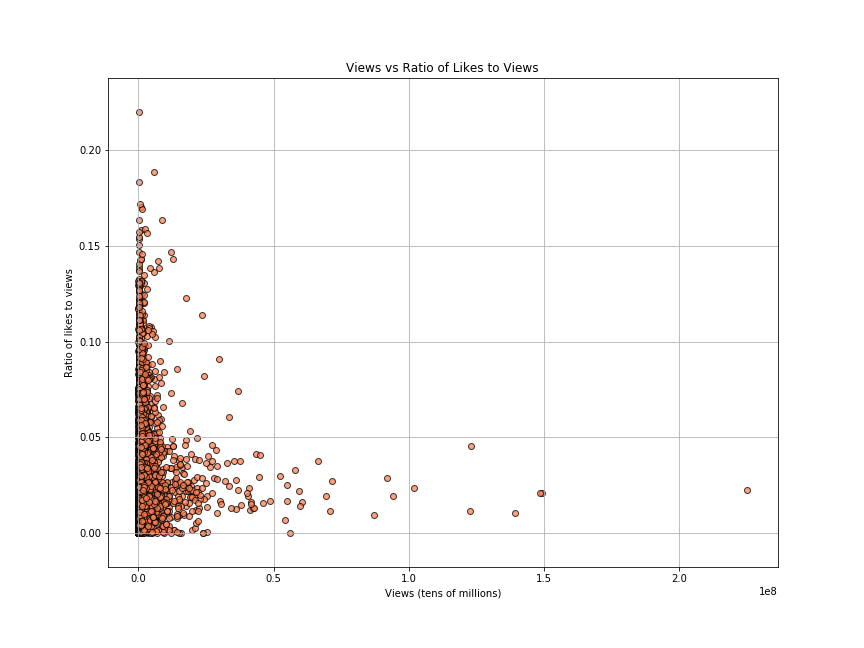 Views vs Ratio of Likes to Views
Ratio of likes to views
0.20
0.15
0.10
0.05
0.00
0.0 0.5 1.0 1.5 2.0
1e8
Views (tens of millions)